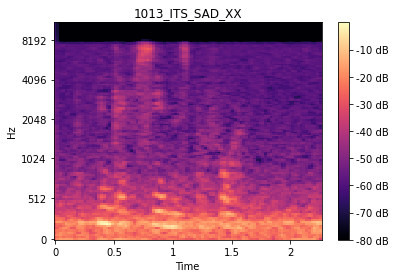 1013_ITS_SAD_XX
8192
4096
2048
1024
512
0
Hz
0
0.5
1
1.5
2
Time
-10 dB
-20 dB
-30 dB
-40 dB
-50 dB
-60 dB
-70 dB
-80 dB